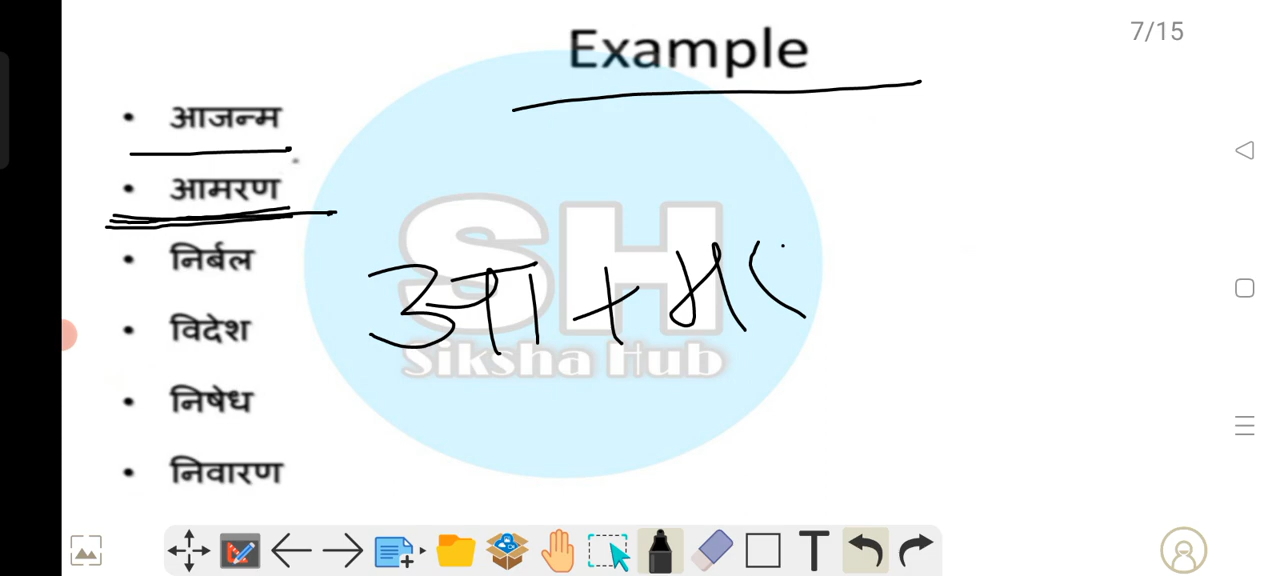 Example
7/15
• आजन्म
• आमरण
• निर्बल
• विदेश
• निषेध
• निवारण
आ + मर
SH
Siksha Hub
T